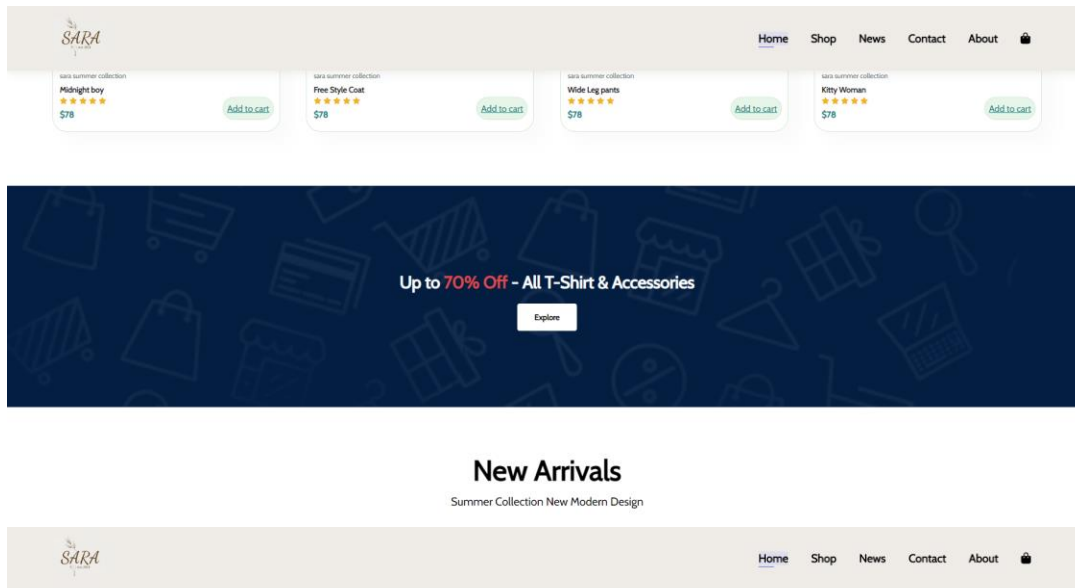 SARA
Home Shop News Contact About
sara summer collection
Midnight boy
$78
Add to cart
sara summer collection
Free Style Coat
$78
Add to cart
sara summer collection
Wide Leg pants
$78
Add to cart
sara summer collection
Kitty Woman
$78
Add to cart
Up to 70% Off - All T-Shirt & Accessories
Explore
New Arrivals
Summer Collection New Modern Design
SARA
Home Shop News Contact About